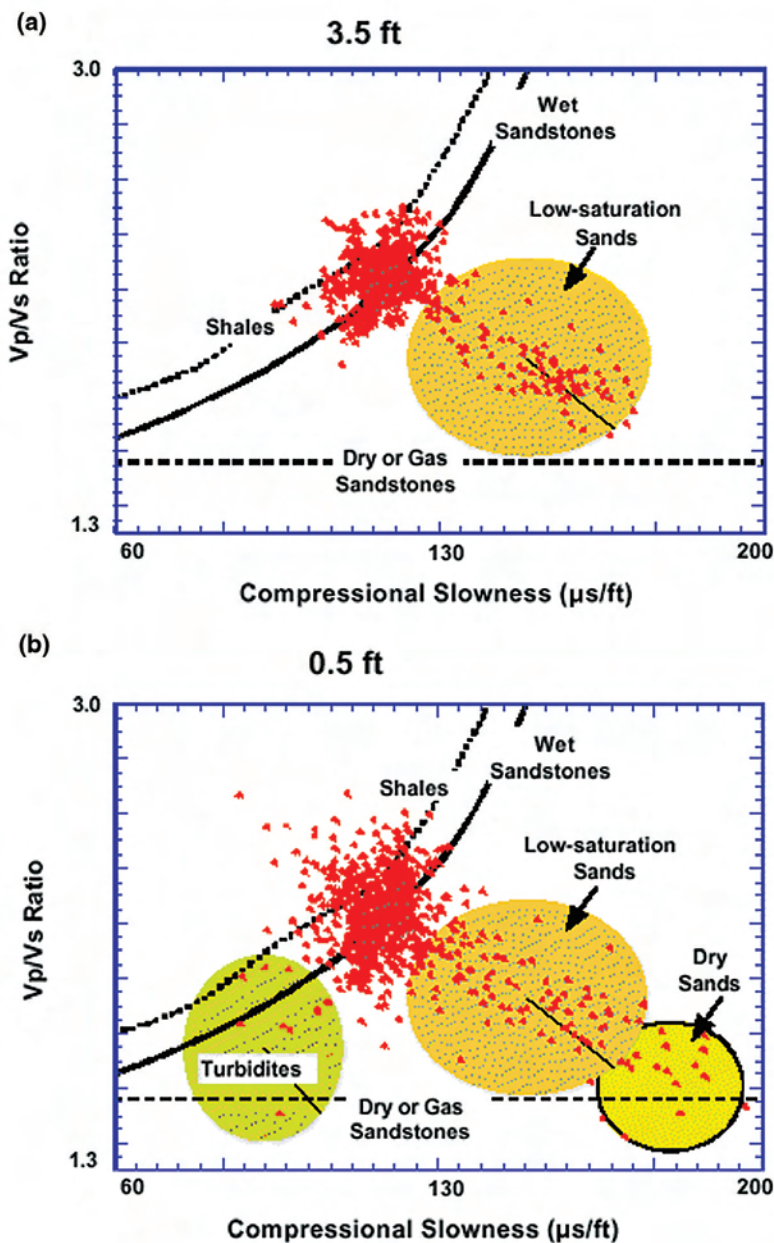 (a)
3.5 ft
3.0
Wet
Sandstones
Low-saturation
Sands
Vp/Vs Ratio
Shales
Dry or Gas
Sandstones
1.3
60
130
200
Compressional Slowness (µs/ft)
(b)
0.5 ft
3.0
Wet
Sandstones
Shales
Low-saturation
Sands
Dry
Sands
Vp/Vs Ratio
Turbidites
Dry or Gas
Sandstones
1.3
60
130
200
Compressional Slowness (µs/ft)